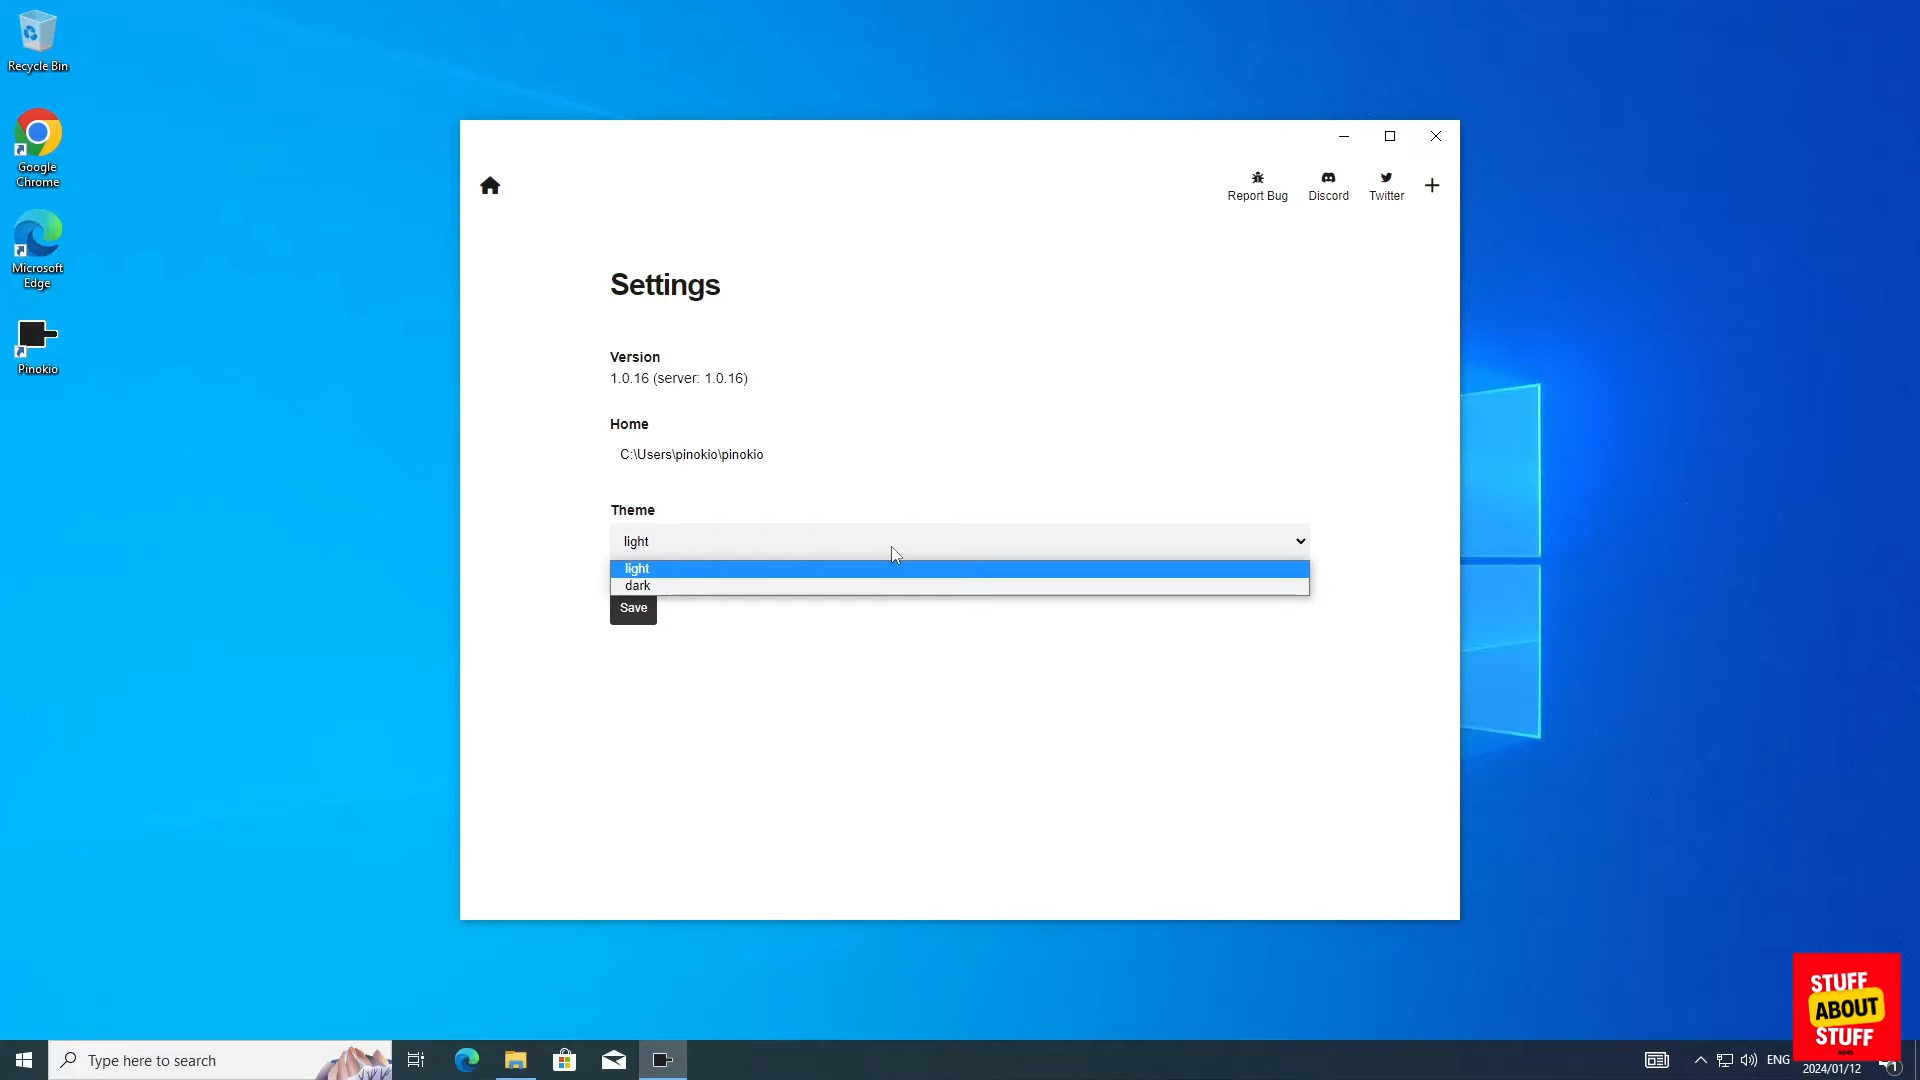 Recycle Bin
Google
Chrome
Microsoft
Edge
Pinokio
Report Bug
Discord
Twitter
Settings
Version
1.0.16 (server: 1.0.16)
Home
C:\Users\pinokio\pinokio
Theme
light
light
dark
Save
STUFF
ABOUT
STUFF
Type here to search
ENG
2024/01/12
1